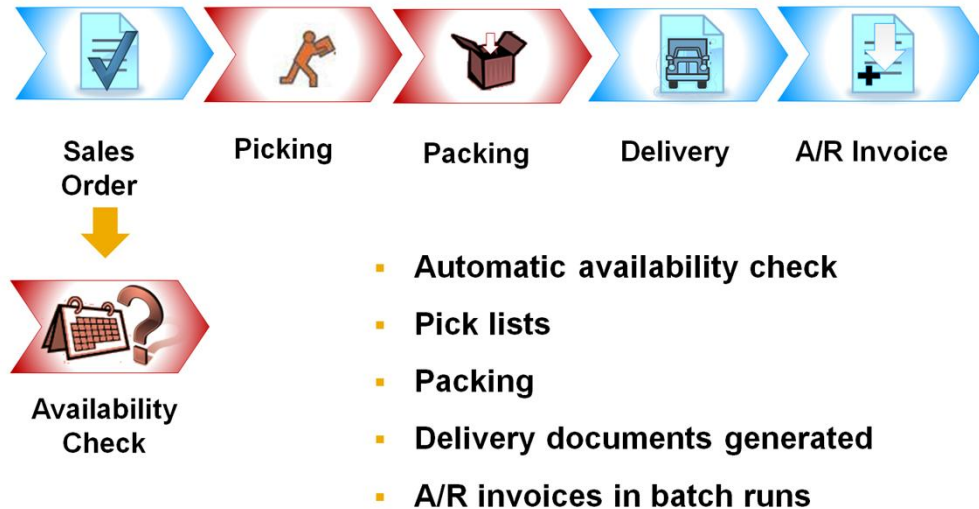 Sales
Order
Picking
Packing
Delivery
A/R Invoice
Availability
Check
Automatic availability check
Pick lists
Packing
Delivery documents generated
A/R invoices in batch runs